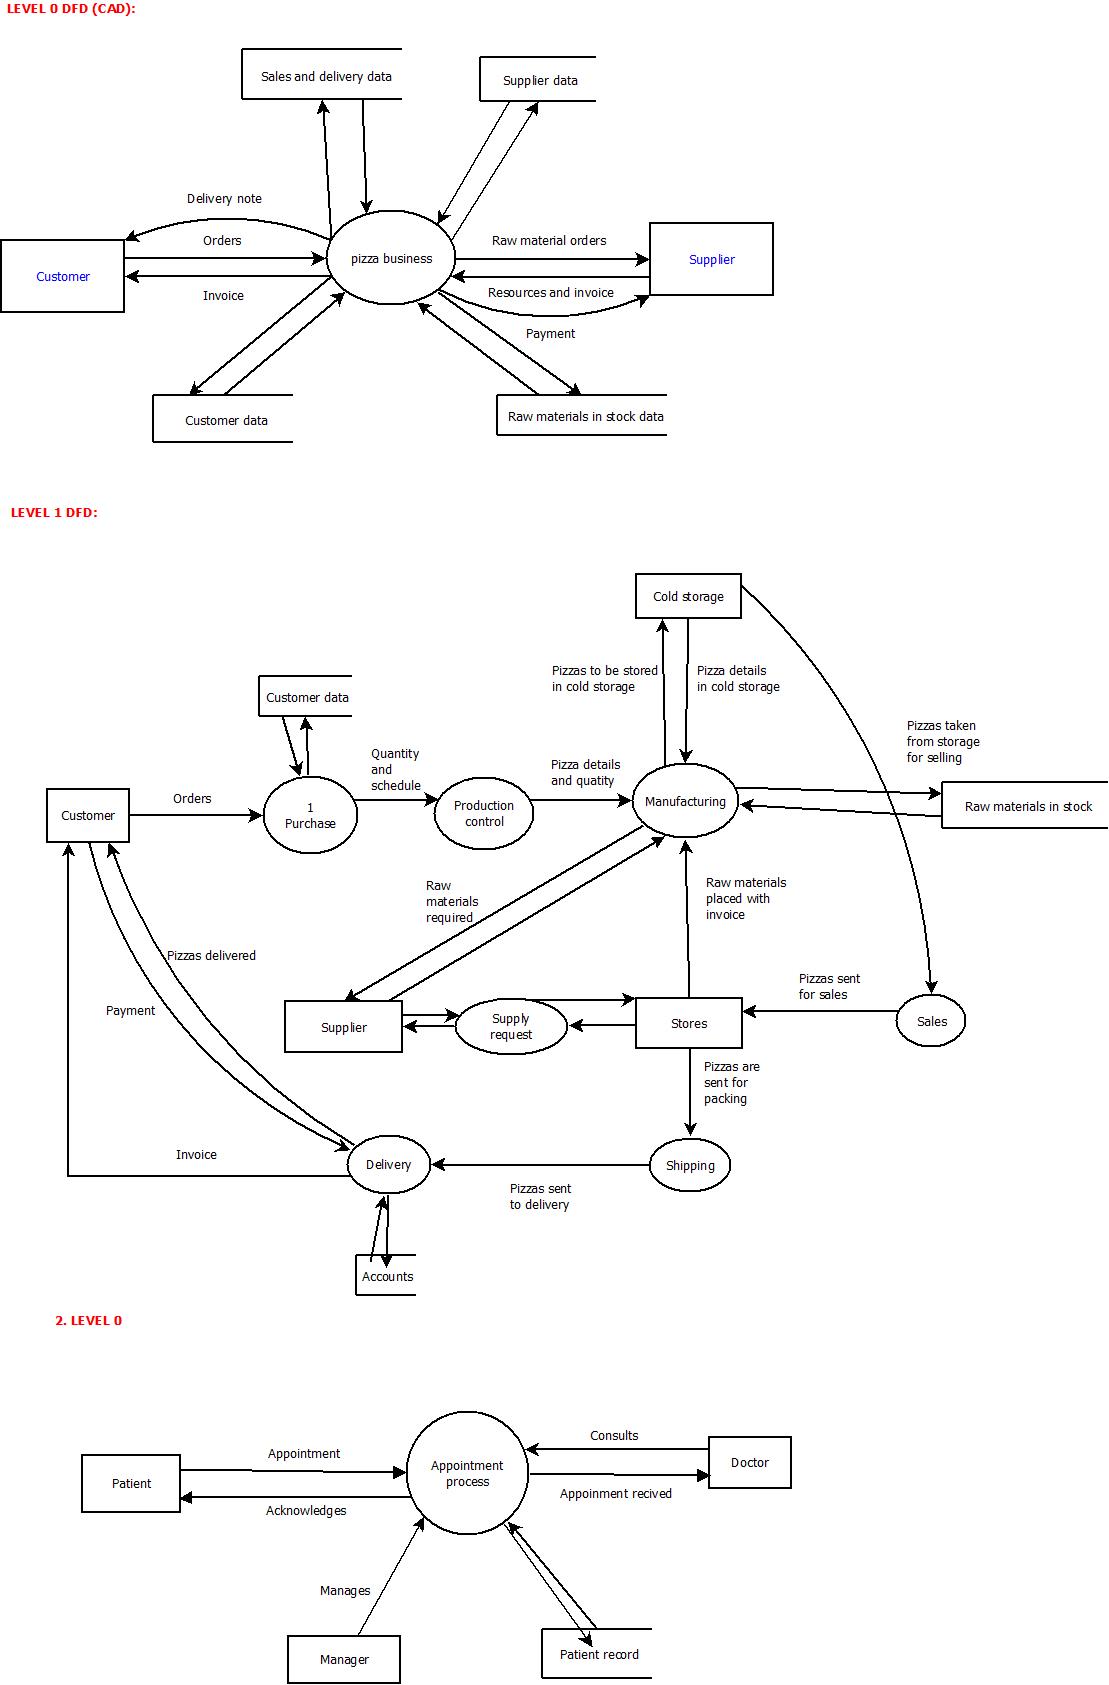 LEVEL 0 DFD (CAD):
Sales and delivery data
Supplier data
Delivery note
Orders
Raw material orders
Customer
pizza business
Supplier
Invoice
Resources and invoice
Payment
Customer data
Raw materials in stock data
LEVEL 1 DFD:
Cold storage
Pizzas to be stored
in cold storage
Pizza details
in cold storage
Customer data
Pizzas taken
from storage
for selling
Quantity
and
schedule
Pizza details
and quatity
Orders
Customer
1
Purchase
Production
control
Manufacturing
Raw materials in stock
Raw
materials
required
Raw materials
placed with
invoice
Pizzas delivered
Payment
Pizzas sent
for sales
Supplier
Supply
request
Stores
Sales
Pizzas are
sent for
packing
Invoice
Delivery
Shipping
Pizzas sent
to delivery
Accounts
2. LEVEL 0
Appointment
Consults
Patient
Appointment
process
Doctor
Acknowledges
Appoinment recived
Manages
Manager
Patient record